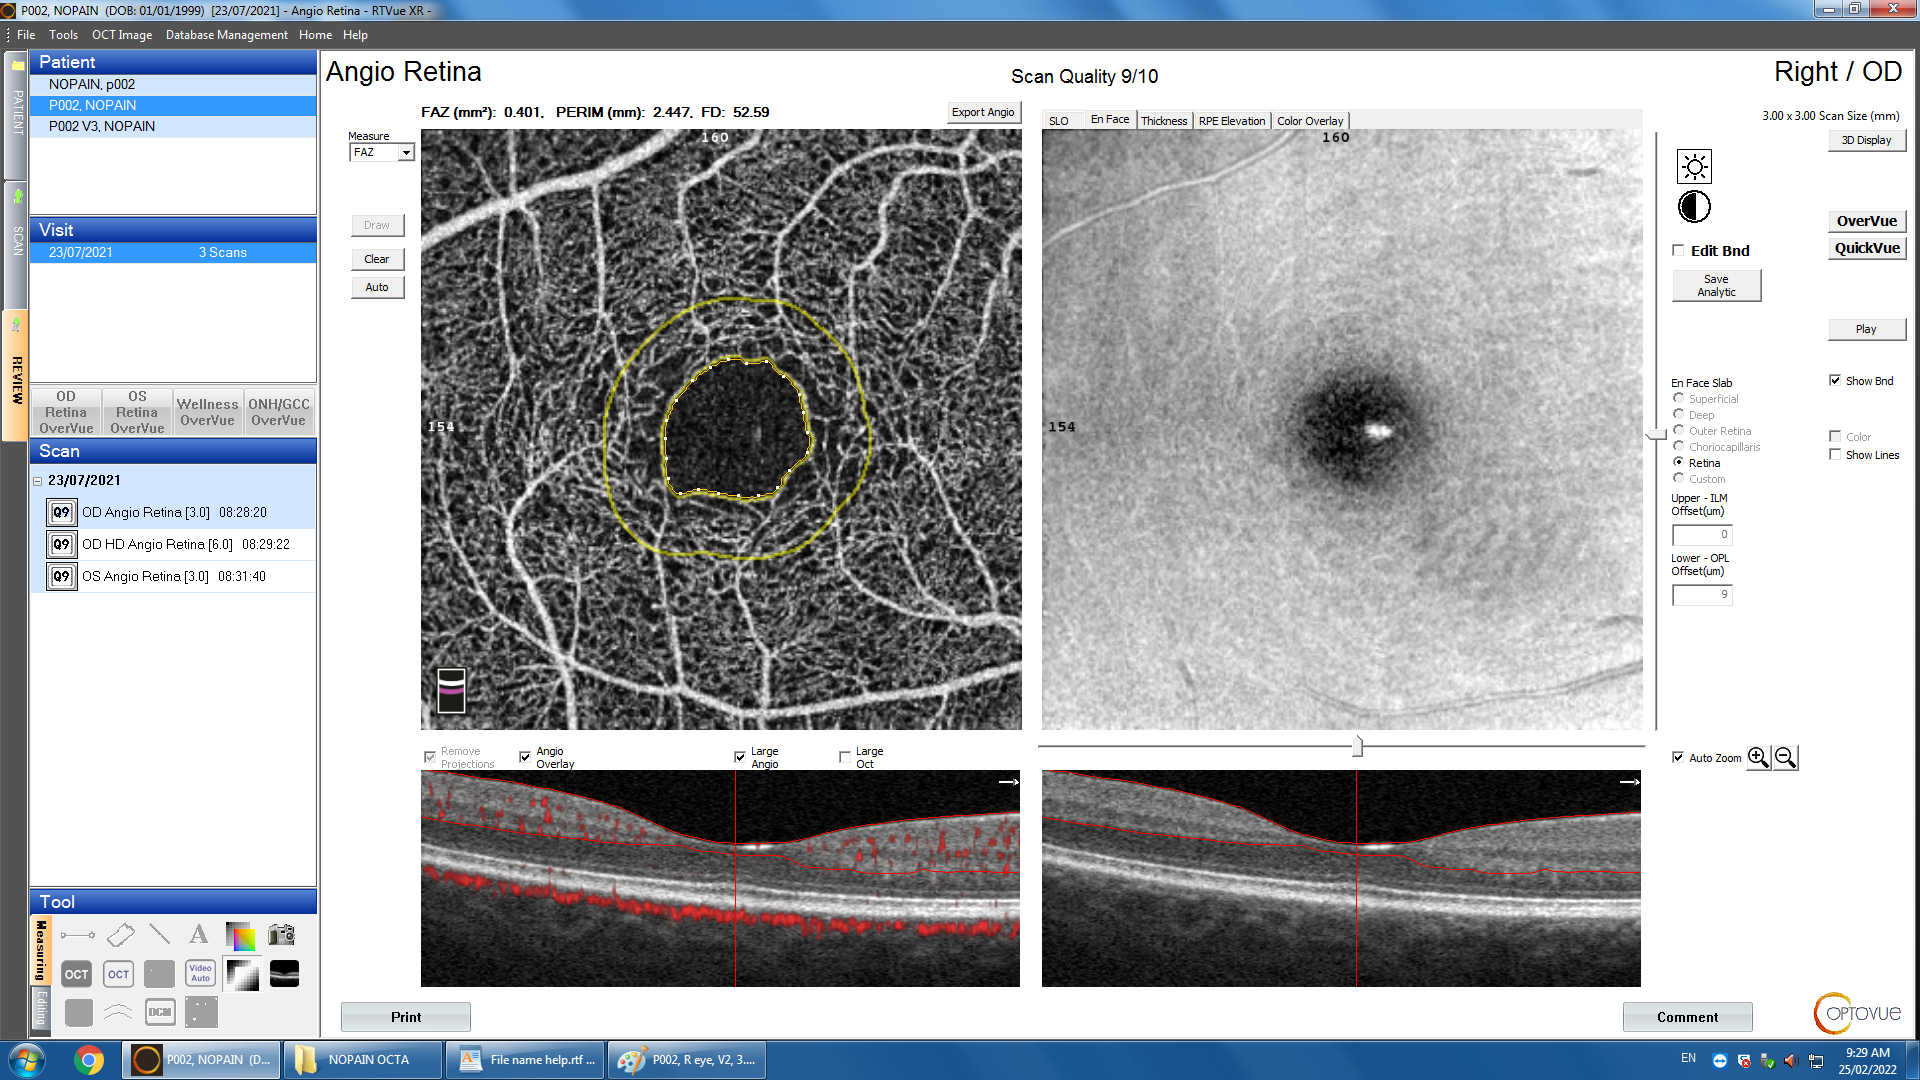 P002, NOPAIN  (DOB: 01/01/1999)  [23/07/2021] - Angio Retina - RTVue XR -
File   Tools   OCT Image   Database Management   Home   Help
PATIENT
SCAN
REVIEW
Patient
NOPAIN, p002
P002, NOPAIN
P002 V3, NOPAIN
Visit
23/07/2021   3 Scans
OD Retina OverVue
OS Retina OverVue
Wellness OverVue
ONH/GCC OverVue
Scan
23/07/2021
Q9 OD Angio Retina [3.0]   08:28:20
Q9 OD HD Angio Retina [6.0]   08:29:22
Q9 OS Angio Retina [3.0]   08:31:40
Tool
Measuring
Editing
A
OCT
OCT
Video Auto
DCM
Angio Retina
Scan Quality 9/10
Right / OD
FAZ (mm²):  0.401,   PERIM (mm):  2.447,  FD:  52.59
Export Angio
Measure
FAZ
Draw
Clear
Auto
160
154
SLO
En Face
Thickness
RPE Elevation
Color Overlay
160
154
3.00 x 3.00 Scan Size (mm)
3D Display
OverVue
QuickVue
Edit Bnd
Save Analytic
Play
En Face Slab
Superficial
Deep
Outer Retina
Choriocapillaris
Retina
Custom
Show Bnd
Color
Show Lines
Upper - ILM
Offset(um)
0
Lower - OPL
Offset(um)
9
Remove Projections
Angio Overlay
Large Angio
Large Oct
Auto Zoom
Print
Comment
OPTOVUE
P002, NOPAIN  (D...
NOPAIN OCTA
File name help.rtf ...
P002, R eye, V2, 3....
EN
9:29 AM
25/02/2022